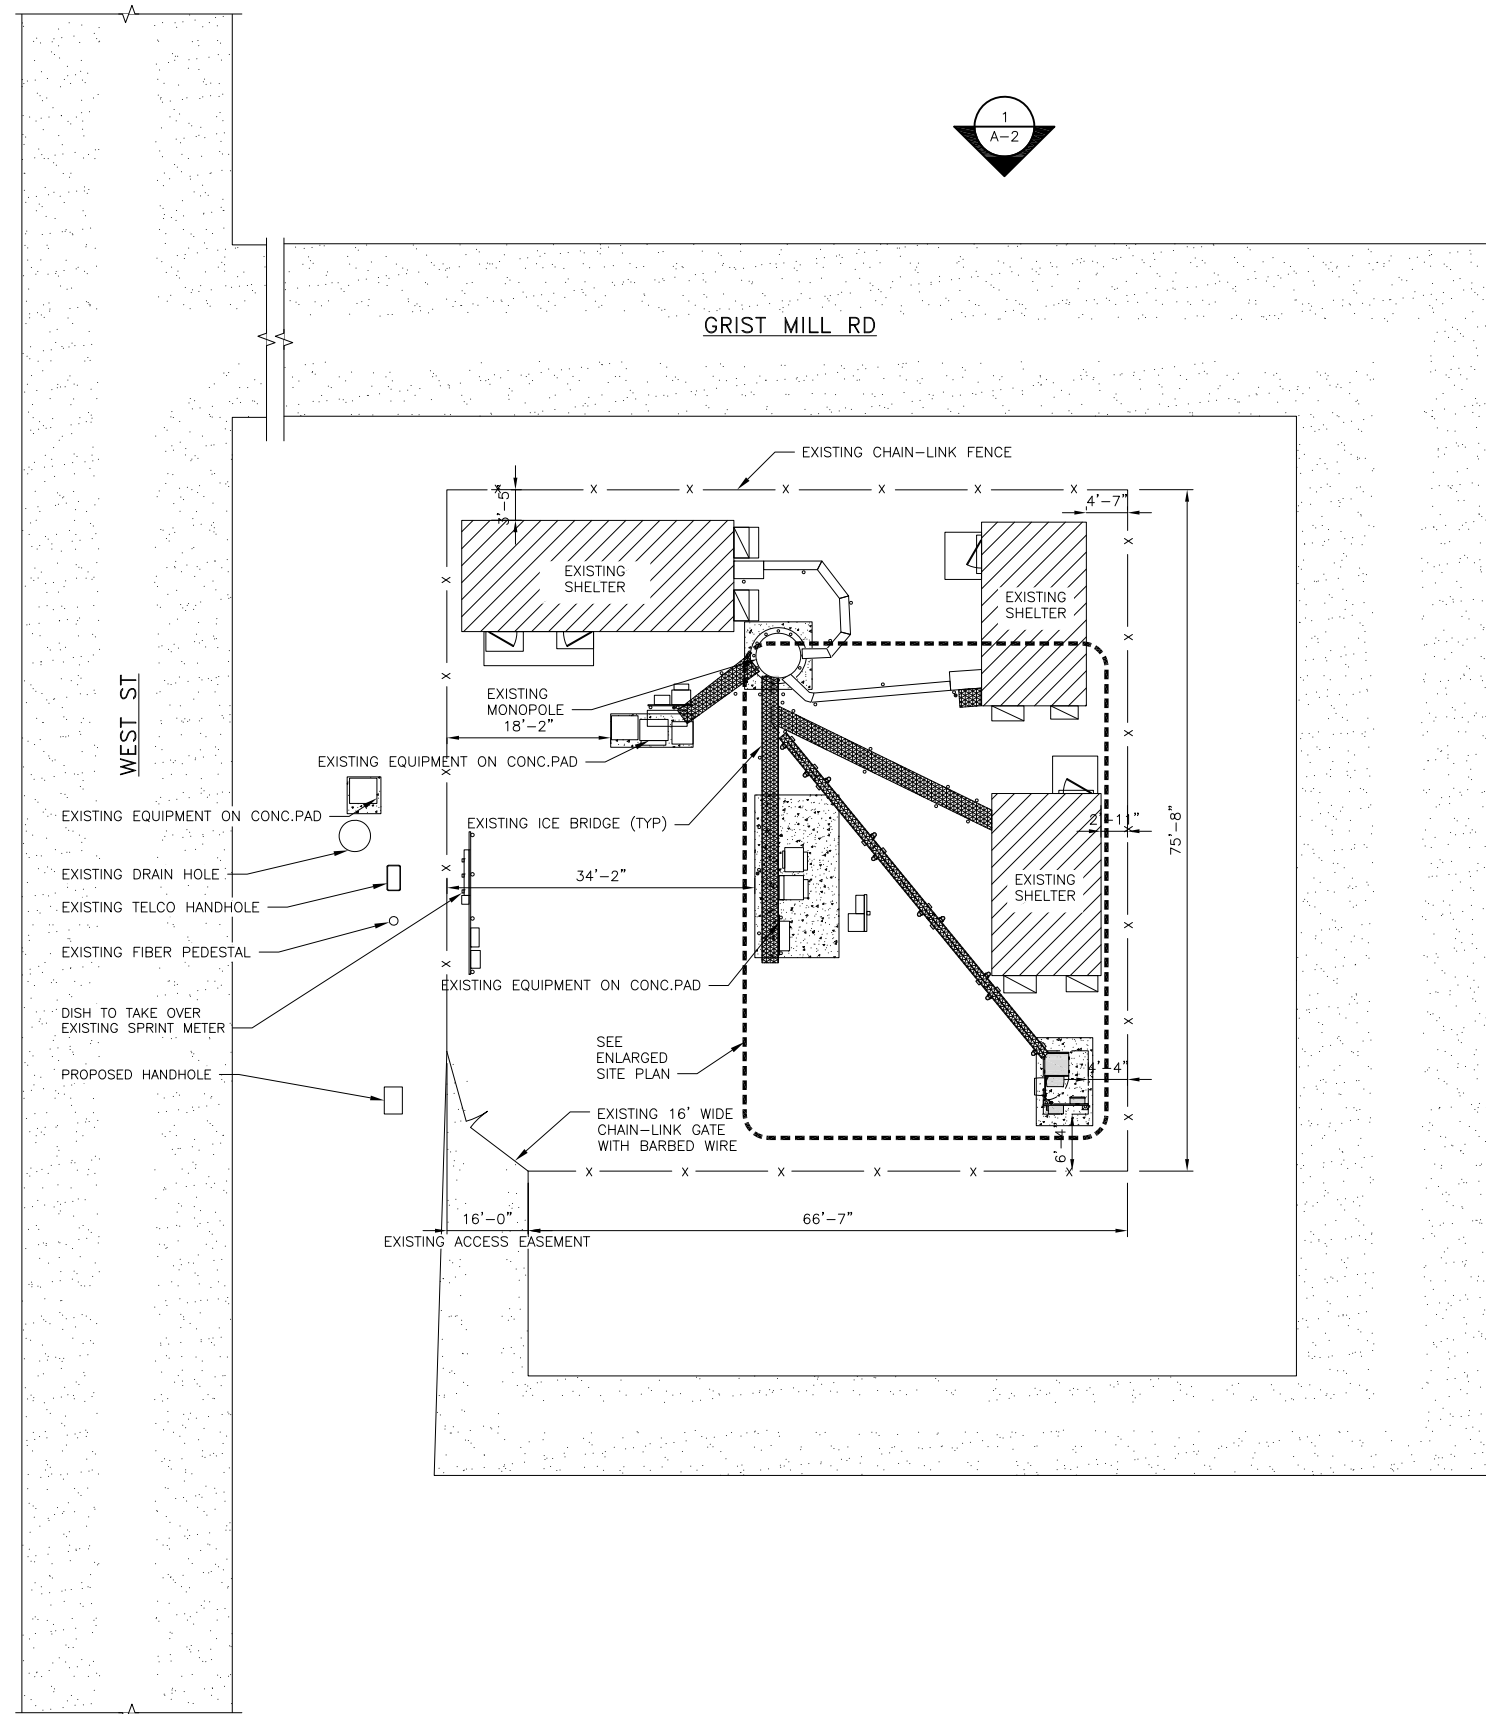 1
A-2
GRIST MILL RD
EXISTING CHAIN-LINK FENCE
3'-5"
4'-7"
EXISTING
SHELTER
EXISTING
SHELTER
WEST ST
EXISTING
MONOPOLE
18'-2"
EXISTING EQUIPMENT ON CONC.PAD
EXISTING EQUIPMENT ON CONC.PAD
EXISTING ICE BRIDGE (TYP)
2'-11"
75'-8"
EXISTING DRAIN HOLE
34'-2"
EXISTING
SHELTER
EXISTING TELCO HANDHOLE
EXISTING FIBER PEDESTAL
EXISTING EQUIPMENT ON CONC.PAD
DISH TO TAKE OVER
EXISTING SPRINT METER
SEE
ENLARGED
SITE PLAN
4'-4"
PROPOSED HANDHOLE
EXISTING 16' WIDE
CHAIN-LINK GATE
WITH BARBED WIRE
6'-4"
16'-0"
66'-7"
EXISTING ACCESS EASEMENT